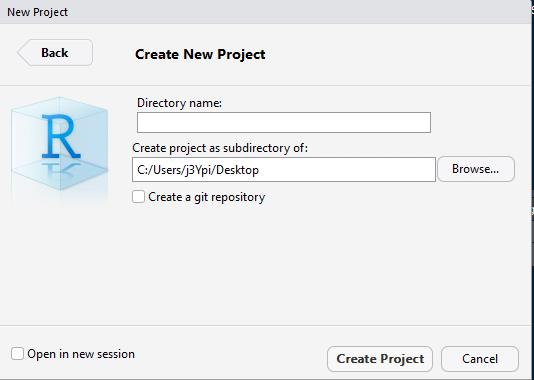 New Project
Back
Create New Project
R
Directory name:
Create project as subdirectory of:
C:/Users/j3Ypi/Desktop
Browse...
Create a git repository
Open in new session
Create Project
Cancel